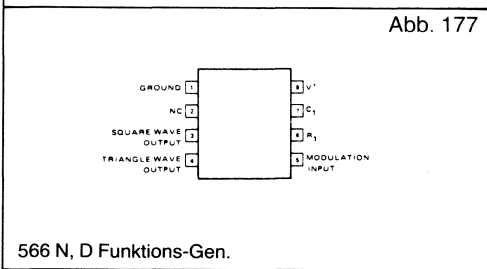 Abb. 177
GROUND 1
NC 2
SQUARE WAVE OUTPUT 3
TRIANGLE WAVE OUTPUT 4
8 V+
7 C1
6 R1
5 MODULATION INPUT
566 N, D Funktions-Gen.